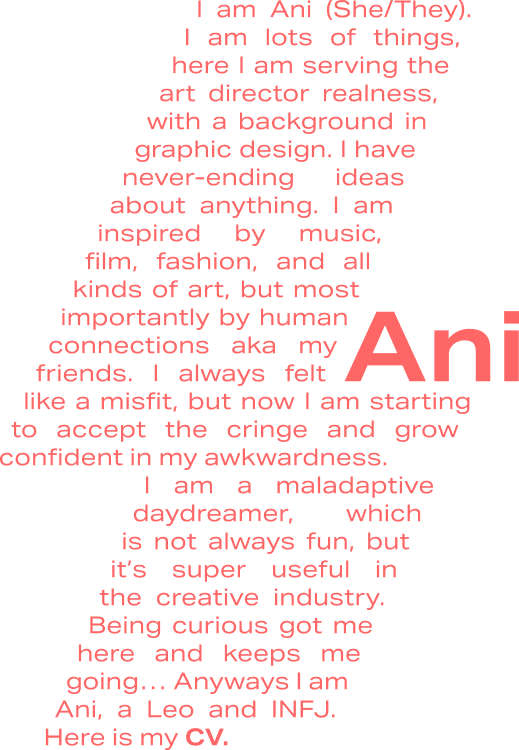 I am Ani (She/They).
I am lots of things,
here I am serving the
art director realness,
with a background in
graphic design. I have
never-ending ideas
about anything. I am
inspired by music,
film, fashion, and all
kinds of art, but most
importantly by human
connections aka my
friends. I always felt
Ani
like a misfit, but now I am starting
to accept the cringe and grow
confident in my awkwardness.
I am a maladaptive
daydreamer, which
is not always fun, but
it’s super useful in
the creative industry.
Being curious got me
here and keeps me
going... Anyways I am
Ani, a Leo and INFJ.
Here is my CV.